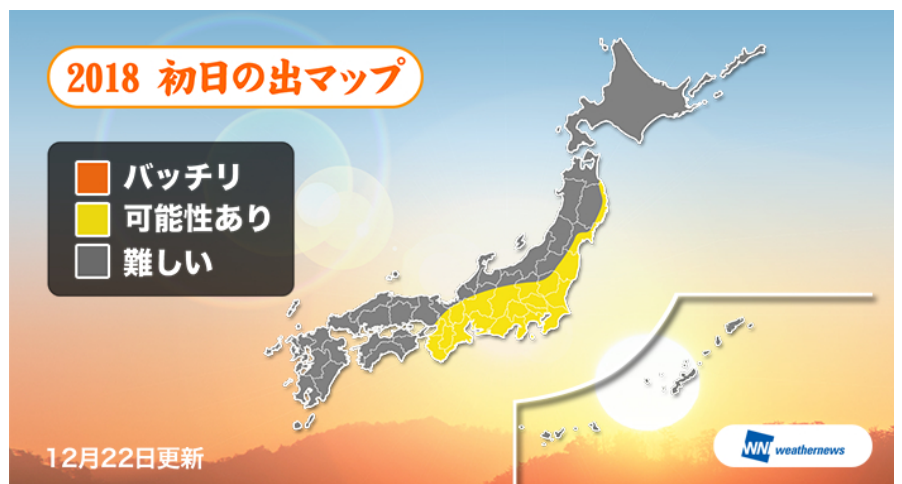 2018 初日の出マップ
バッチリ
可能性あり
難しい
12月22日更新
WNI weathernews